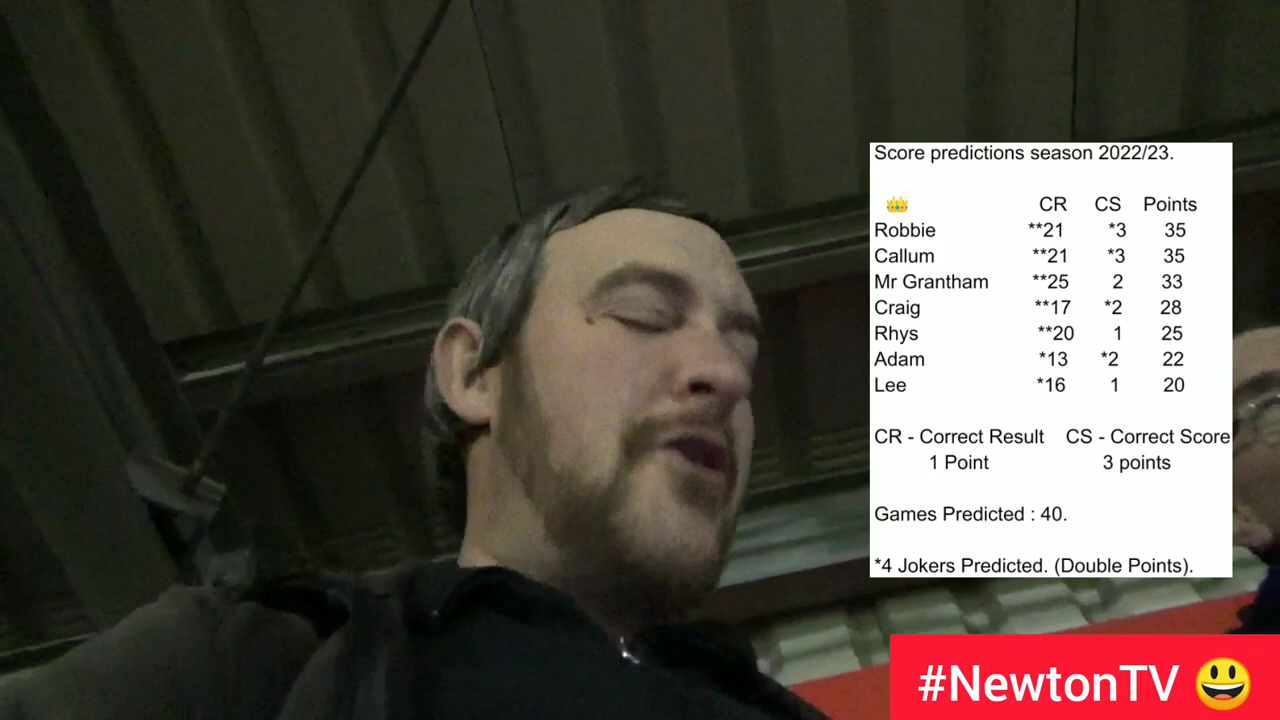 Score predictions season 2022/23.
👑 CR CS Points
Robbie **21 *3 35
Callum **21 *3 35
Mr Grantham **25 2 33
Craig **17 *2 28
Rhys **20 1 25
Adam *13 *2 22
Lee *16 1 20
CR - Correct Result CS - Correct Score
1 Point 3 points
Games Predicted : 40.
*4 Jokers Predicted. (Double Points).
#NewtonTV 😃